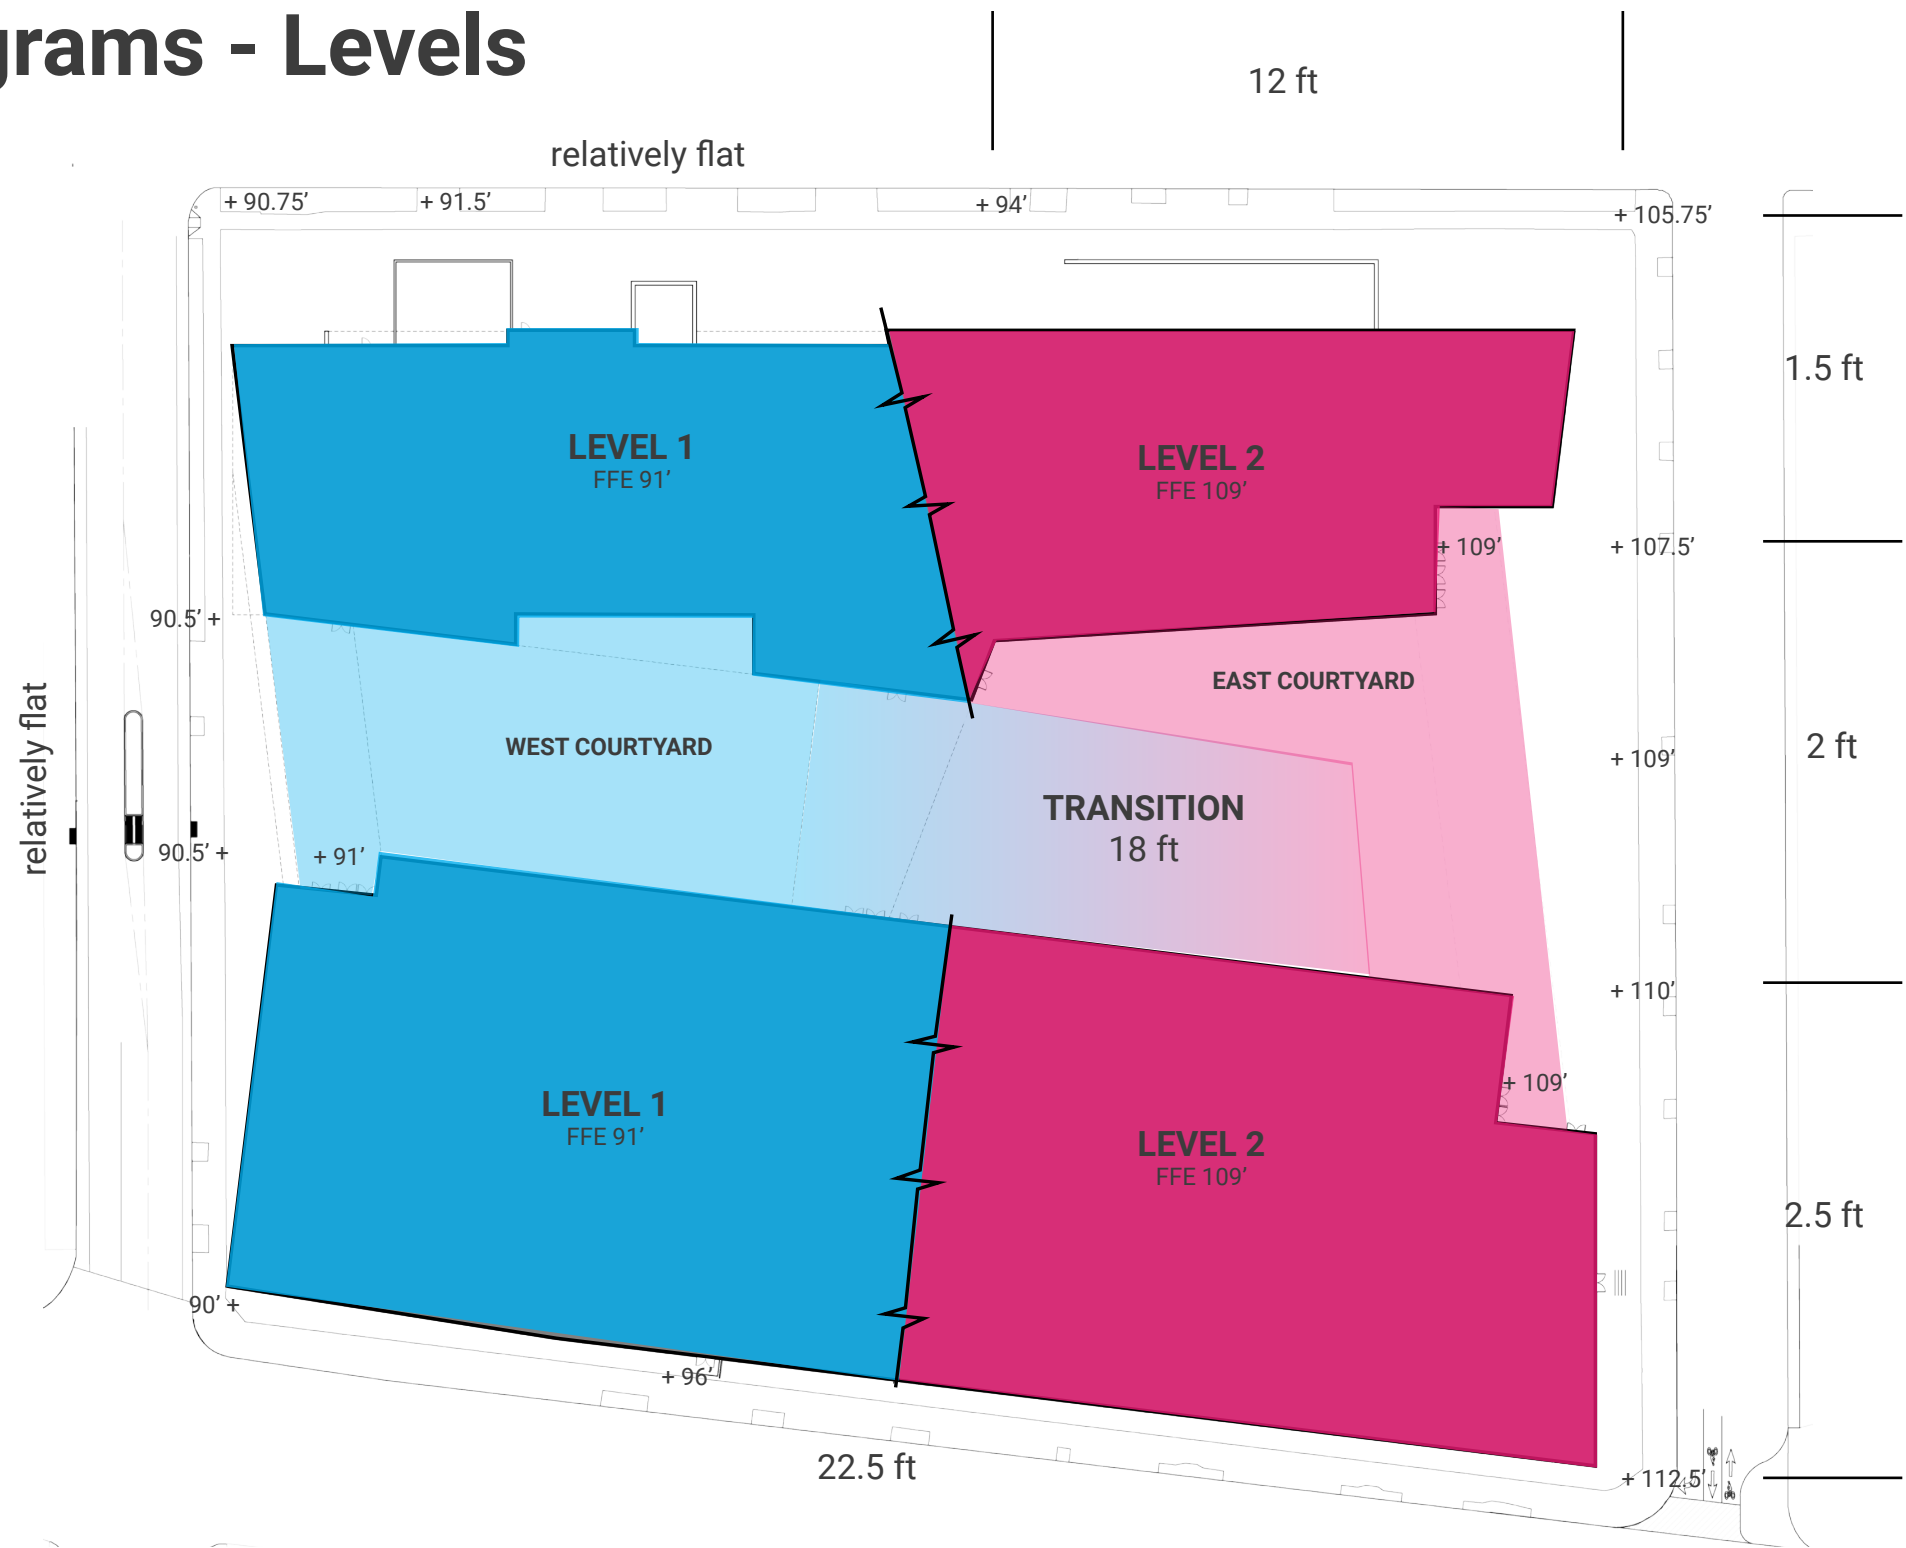 grams - Levels
12 ft
relatively flat
+ 90.75’
+ 91.5’
+ 94’
+ 105.75’
1.5 ft
LEVEL 1
FFE 91’
LEVEL 2
FFE 109’
+ 109’
+ 107.5’
90.5’ +
EAST COURTYARD
relatively flat
WEST COURTYARD
+ 109’
2 ft
TRANSITION
18 ft
90.5’ +
+ 91’
+ 110’
+ 109’
LEVEL 1
FFE 91’
LEVEL 2
FFE 109’
2.5 ft
90’ +
+ 96’
22.5 ft
+ 112.5’